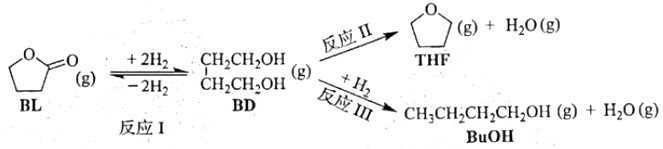 O O (g) + 2H₂ − 2H₂ CH₂CH₂OH (g) 反应 II O (g) + H₂O (g)
BL CH₂CH₂OH THF
反应 I BD + H₂ 反应 III CH₃CH₂CH₂CH₂OH (g) + H₂O (g)
BuOH